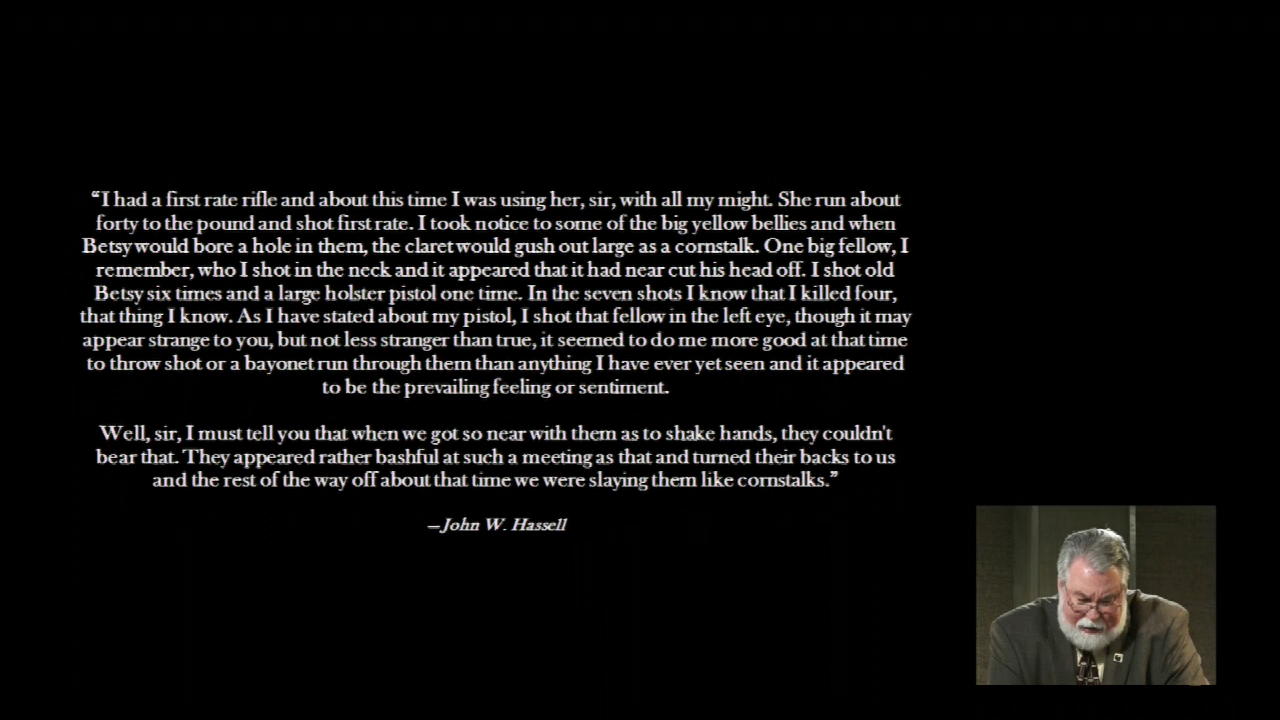 “I had a first rate rifle and about this time I was using her, sir, with all my might. She run about
forty to the pound and shot first rate. I took notice to some of the big yellow bellies and when
Betsy would bore a hole in them, the claret would gush out large as a cornstalk. One big fellow, I
remember, who I shot in the neck and it appeared that it had near cut his head off. I shot old
Betsy six times and a large holster pistol one time. In the seven shots I know that I killed four,
that thing I know. As I have stated about my pistol, I shot that fellow in the left eye, though it may
appear strange to you, but not less stranger than true, it seemed to do me more good at that time
to throw shot or a bayonet run through them than anything I have ever yet seen and it appeared
to be the prevailing feeling or sentiment.
Well, sir, I must tell you that when we got so near with them as to shake hands, they couldn't
bear that. They appeared rather bashful at such a meeting as that and turned their backs to us
and the rest of the way off about that time we were slaying them like cornstalks.”
—John W. Hassell